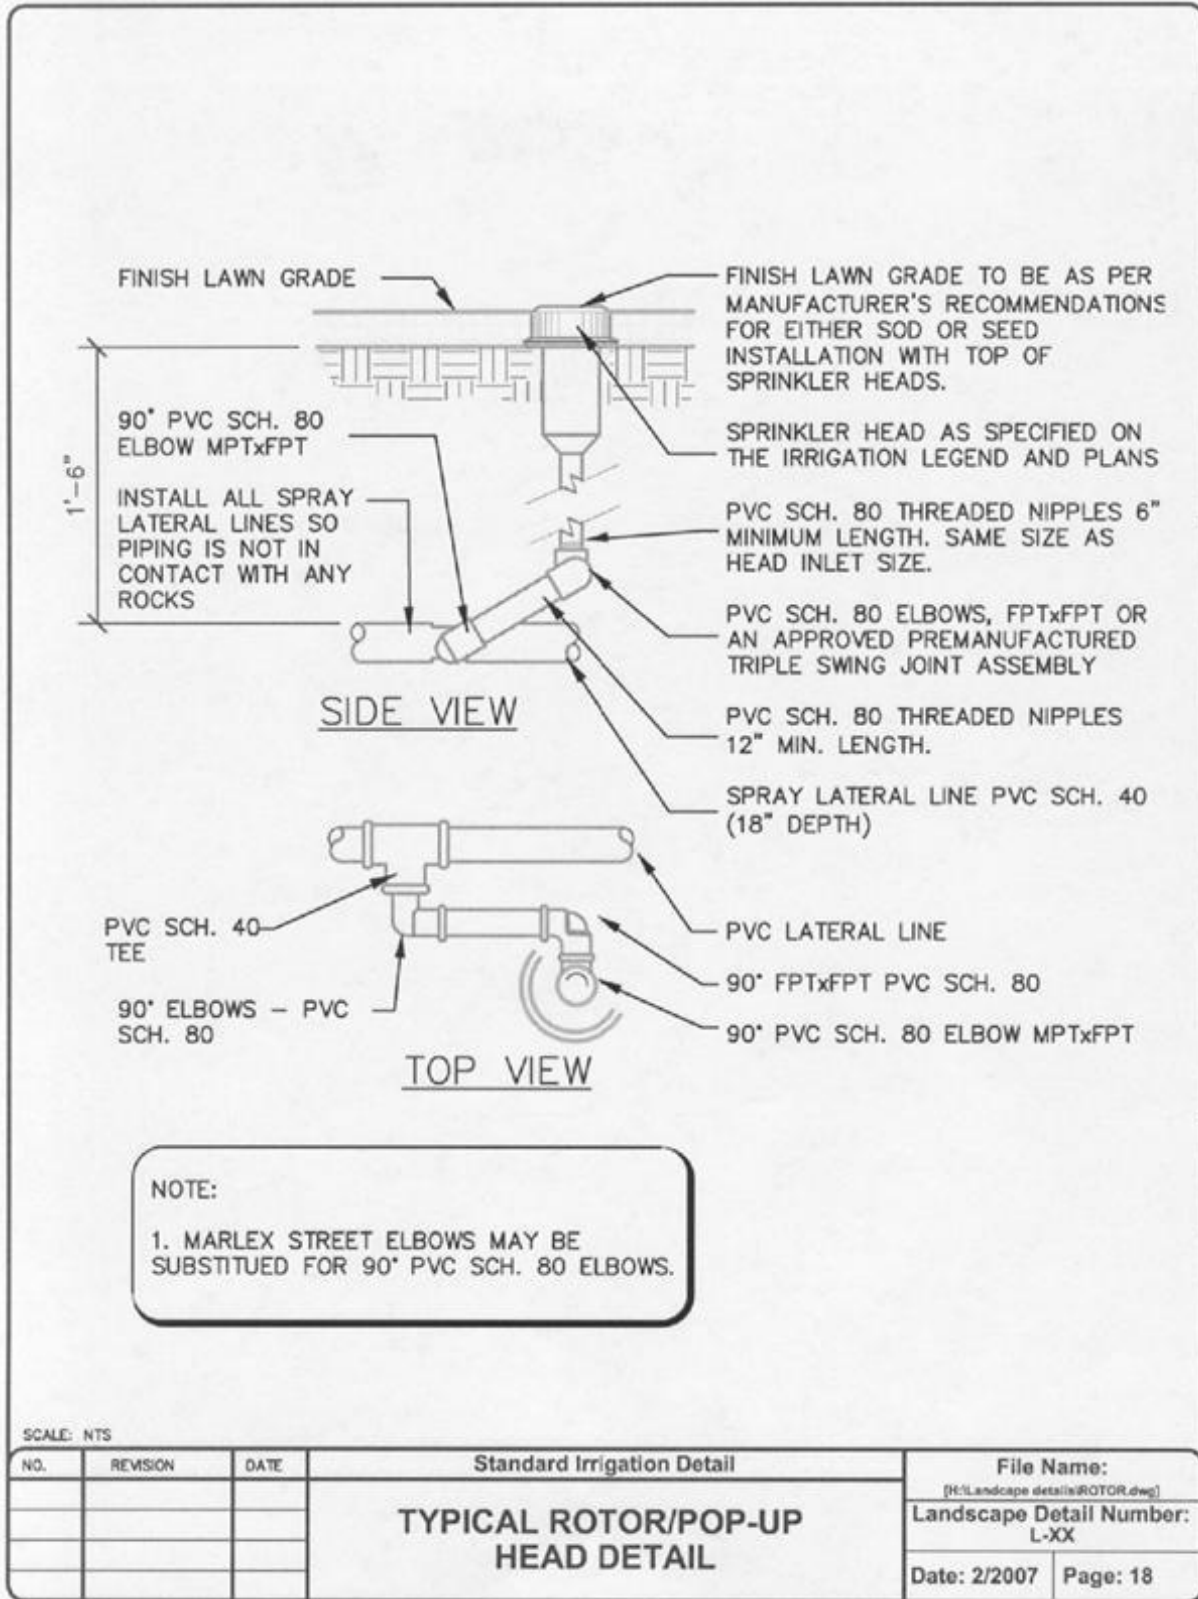 FINISH LAWN GRADE
FINISH LAWN GRADE TO BE AS PER
MANUFACTURER'S RECOMMENDATIONS
FOR EITHER SOD OR SEED
INSTALLATION WITH TOP OF
SPRINKLER HEADS.
90° PVC SCH. 80
ELBOW MPTxFPT
SPRINKLER HEAD AS SPECIFIED ON
THE IRRIGATION LEGEND AND PLANS
1'-6"
INSTALL ALL SPRAY
LATERAL LINES SO
PIPING IS NOT IN
CONTACT WITH ANY
ROCKS
PVC SCH. 80 THREADED NIPPLES 6"
MINIMUM LENGTH. SAME SIZE AS
HEAD INLET SIZE.
PVC SCH. 80 ELBOWS, FPTxFPT OR
AN APPROVED PREMANUFACTURED
TRIPLE SWING JOINT ASSEMBLY
SIDE VIEW
PVC SCH. 80 THREADED NIPPLES
12" MIN. LENGTH.
SPRAY LATERAL LINE PVC SCH. 40
(18" DEPTH)
PVC SCH. 40
TEE
PVC LATERAL LINE
90° FPTxFPT PVC SCH. 80
90° ELBOWS - PVC
SCH. 80
90° PVC SCH. 80 ELBOW MPTxFPT
TOP VIEW
NOTE:
1. MARLEX STREET ELBOWS MAY BE
SUBSTITUED FOR 90° PVC SCH. 80 ELBOWS.
SCALE: NTS
NO. REVISION DATE
Standard Irrigation Detail
TYPICAL ROTOR/POP-UP
HEAD DETAIL
File Name:
[H:\Landcape details\ROTOR.dwg]
Landscape Detail Number:
L-XX
Date: 2/2007 Page: 18